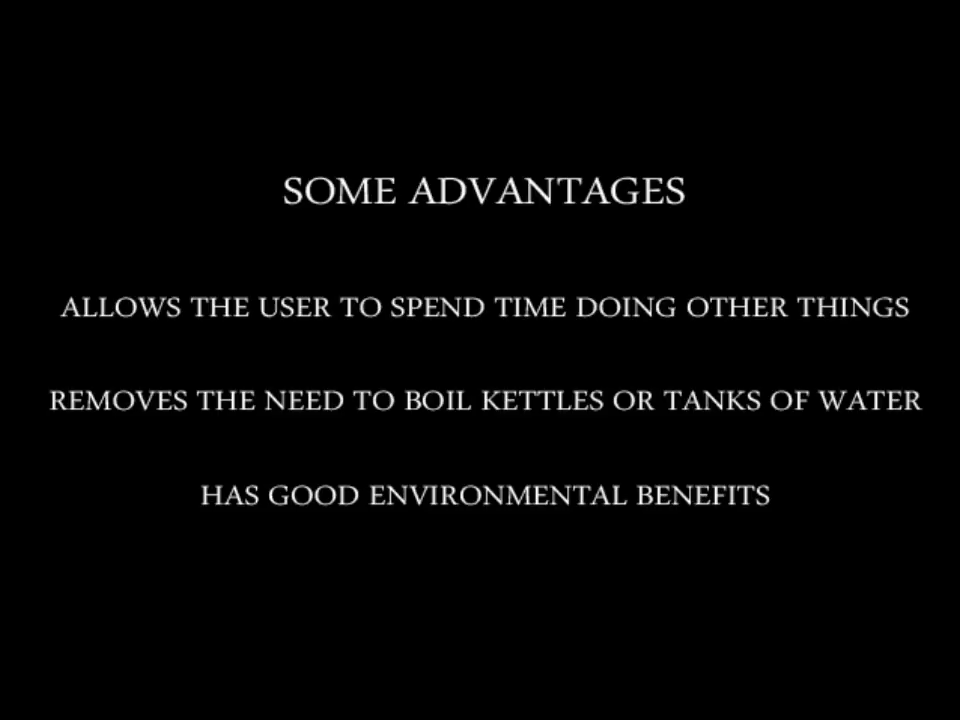 SOME ADVANTAGES
ALLOWS THE USER TO SPEND TIME DOING OTHER THINGS
REMOVES THE NEED TO BOIL KETTLES OR TANKS OF WATER
HAS GOOD ENVIRONMENTAL BENEFITS